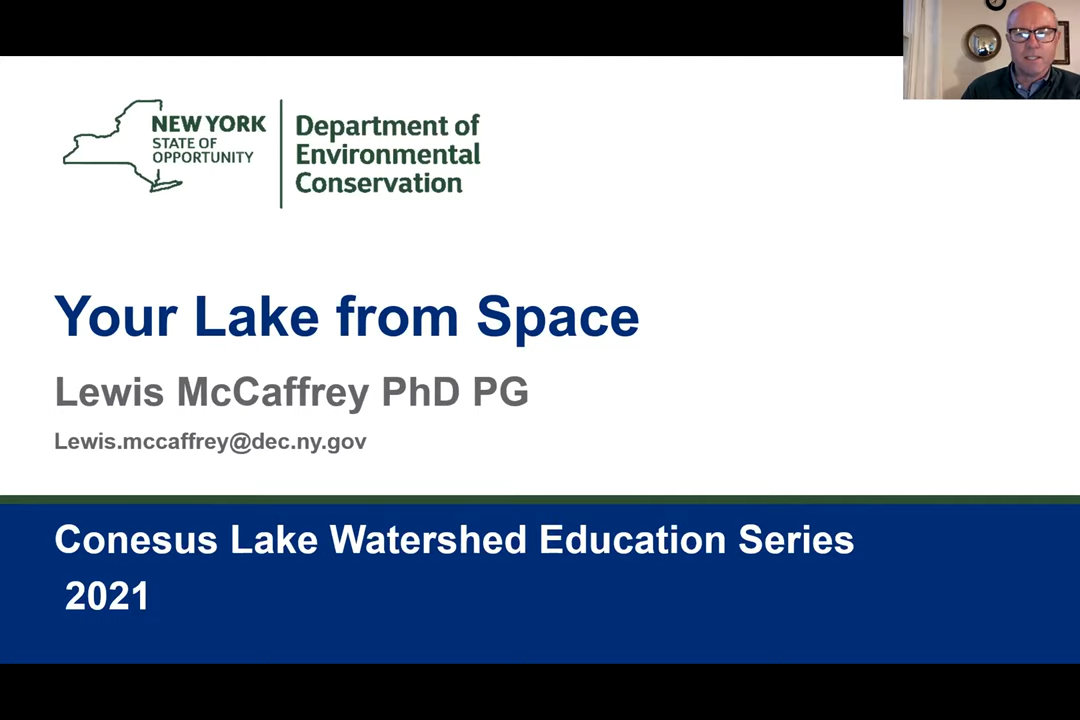 NEW YORK
STATE OF
OPPORTUNITY
Department of
Environmental
Conservation
Your Lake from Space
Lewis McCaffrey PhD PG
Lewis.mccaffrey@dec.ny.gov
Conesus Lake Watershed Education Series
2021